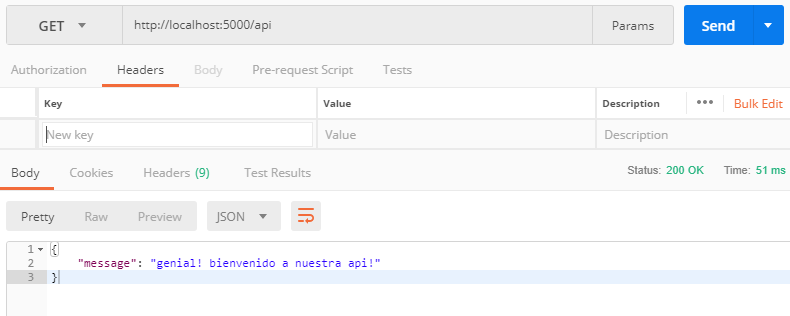 GET http://localhost:5000/api Params Send
Authorization Headers Body Pre-request Script Tests
Key Value Description ••• Bulk Edit
New key Value Description
Body Cookies Headers (9) Test Results Status: 200 OK Time: 51 ms
Pretty Raw Preview JSON
1 {
2 "message": "genial! bienvenido a nuestra api!"
3 }